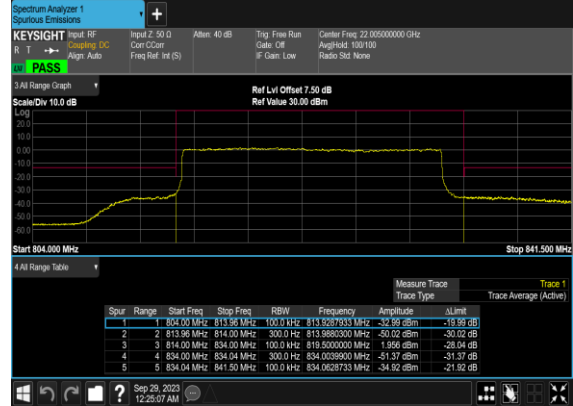 Spectrum Analyzer 1
Spurious Emissions
KEYSIGHT Input: RF Input Z: 50 Ω Atten: 40 dB Trig: Free Run Center Freq: 22.005000000 GHz
R T Coupling: DC Corr CCorr Gate: Off Avg|Hold: 100/100
Align: Auto Freq Ref: Int (S) IF Gain: Low Radio Std: None
LU PASS
3 All Range Graph
Ref Lvl Offset 7.50 dB
Scale/Div 10.0 dB Ref Value 30.00 dBm
Log
20.0
10.0
0.00
-10.0
-20.0
-30.0
-40.0
-50.0
-60.0
Start 804.000 MHz Stop 841.500 MHz
4 All Range Table
Measure Trace Trace 1
Trace Type Trace Average (Active)
Spur Range Start Freq Stop Freq RBW Frequency Amplitude ΔLimit
1 1 804.00 MHz 813.96 MHz 100.0 kHz 813.9287933 MHz -32.99 dBm -19.99 dB
2 2 813.96 MHz 814.00 MHz 300.0 Hz 813.9880300 MHz -50.02 dBm -30.02 dB
3 3 814.00 MHz 834.00 MHz 100.0 kHz 819.5000000 MHz 1.956 dBm -28.04 dB
4 4 834.00 MHz 834.04 MHz 300.0 Hz 834.0039900 MHz -51.37 dBm -31.37 dB
5 5 834.04 MHz 841.50 MHz 100.0 kHz 834.0628733 MHz -34.92 dBm -21.92 dB
Sep 29, 2023
12:25:07 AM